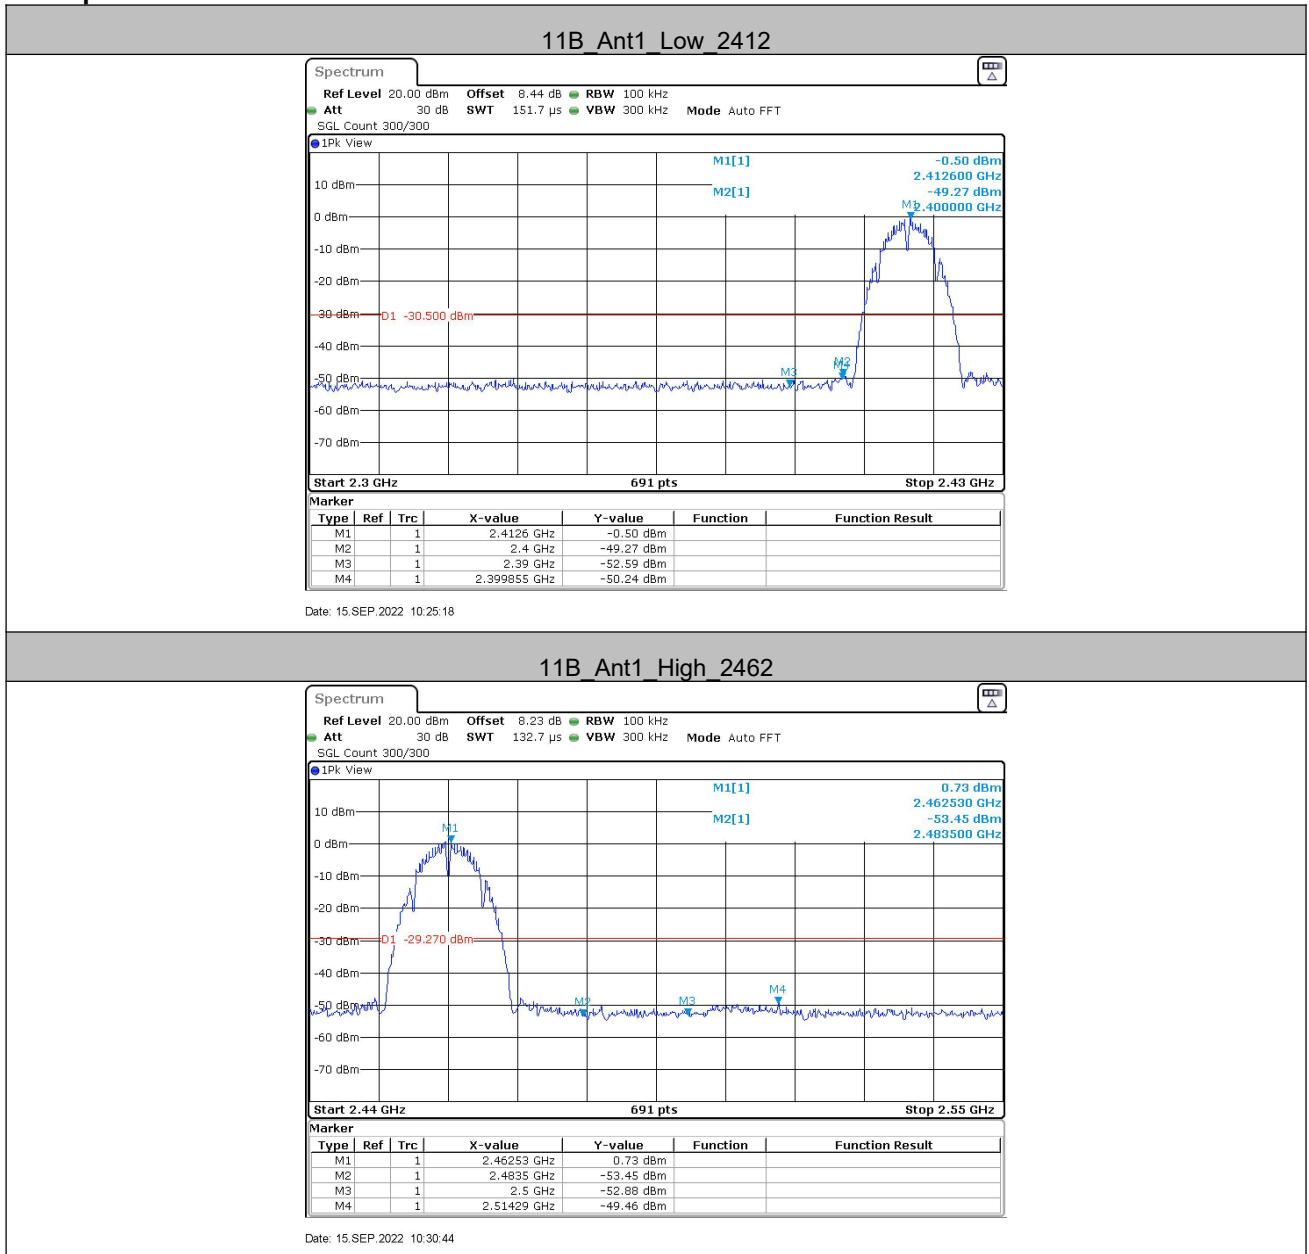 11B_Ant1_Low_2412
Spectrum
Ref Level 20.00 dBm Offset 8.44 dB RBW 100 kHz
Att 30 dB SWT 151.7 µs VBW 300 kHz Mode Auto FFT
SGL Count 300/300
1Pk View
M1[1] -0.50 dBm
2.412600 GHz
M2[1] -49.27 dBm
2.400000 GHz
M1
10 dBm
0 dBm
-10 dBm
-20 dBm
-30 dBm
D1 -30.500 dBm
-40 dBm
M2
M3
-50 dBm
-60 dBm
-70 dBm
Start 2.3 GHz 691 pts Stop 2.43 GHz
Marker
Type Ref Trc X-value Y-value Function Function Result
M1 1 2.4126 GHz -0.50 dBm
M2 1 2.4 GHz -49.27 dBm
M3 1 2.39 GHz -52.59 dBm
M4 1 2.399855 GHz -50.24 dBm
Date: 15.SEP.2022 10:25:18
11B_Ant1_High_2462
Spectrum
Ref Level 20.00 dBm Offset 8.23 dB RBW 100 kHz
Att 30 dB SWT 132.7 µs VBW 300 kHz Mode Auto FFT
SGL Count 300/300
1Pk View
M1[1] 0.73 dBm
2.462530 GHz
M2[1] -53.45 dBm
2.483500 GHz
10 dBm
M1
0 dBm
-10 dBm
-20 dBm
-30 dBm
D1 -29.270 dBm
-40 dBm
M4
-50 dBm
M2 M3
-60 dBm
-70 dBm
Start 2.44 GHz 691 pts Stop 2.55 GHz
Marker
Type Ref Trc X-value Y-value Function Function Result
M1 1 2.46253 GHz 0.73 dBm
M2 1 2.4835 GHz -53.45 dBm
M3 1 2.5 GHz -52.88 dBm
M4 1 2.51429 GHz -49.46 dBm
Date: 15.SEP.2022 10:30:44